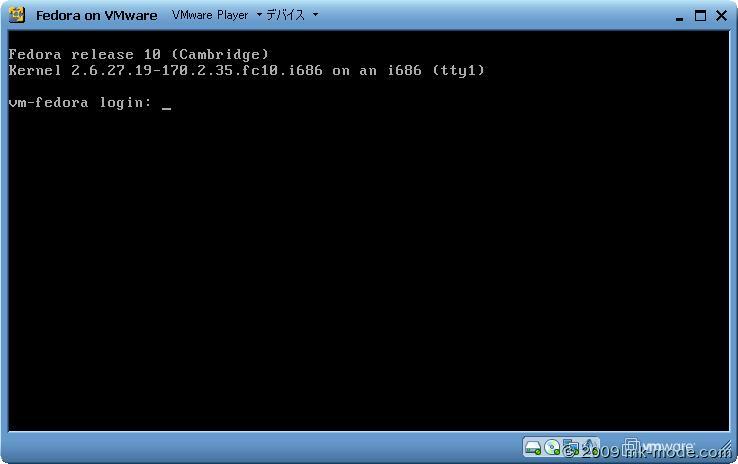 Fedora on VMware VMware Player デバイス
Fedora release 10 (Cambridge)
Kernel 2.6.27.19-170.2.35.fc10.i686 on an i686 (tty1)
vm-fedora login: _
vmware
© 2009 mk-mode.com